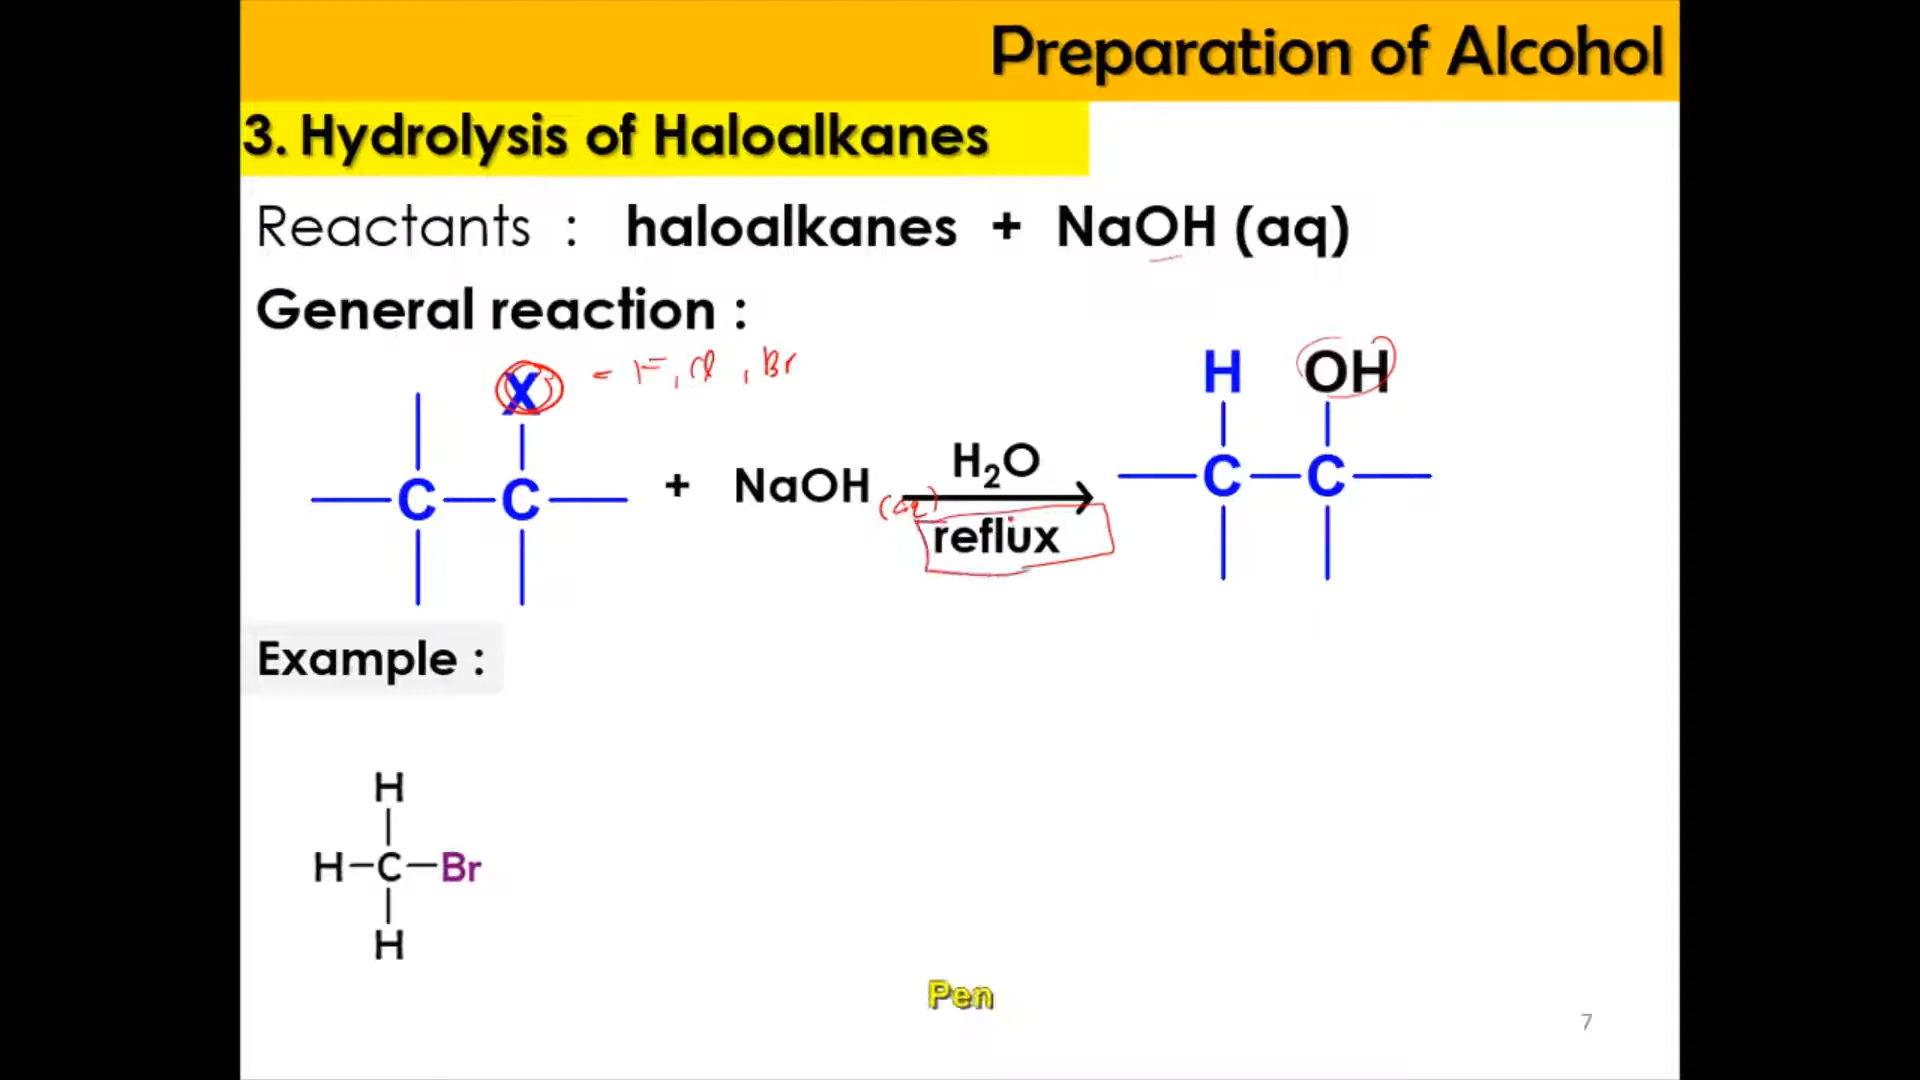 Preparation of Alcohol
3. Hydrolysis of Haloalkanes
Reactants : haloalkanes + NaOH (aq)
General reaction :
X = F, Cl, Br
H OH
C C + NaOH (aq) H₂O C C
reflux
Example :
H
H C Br
H
Pen
7